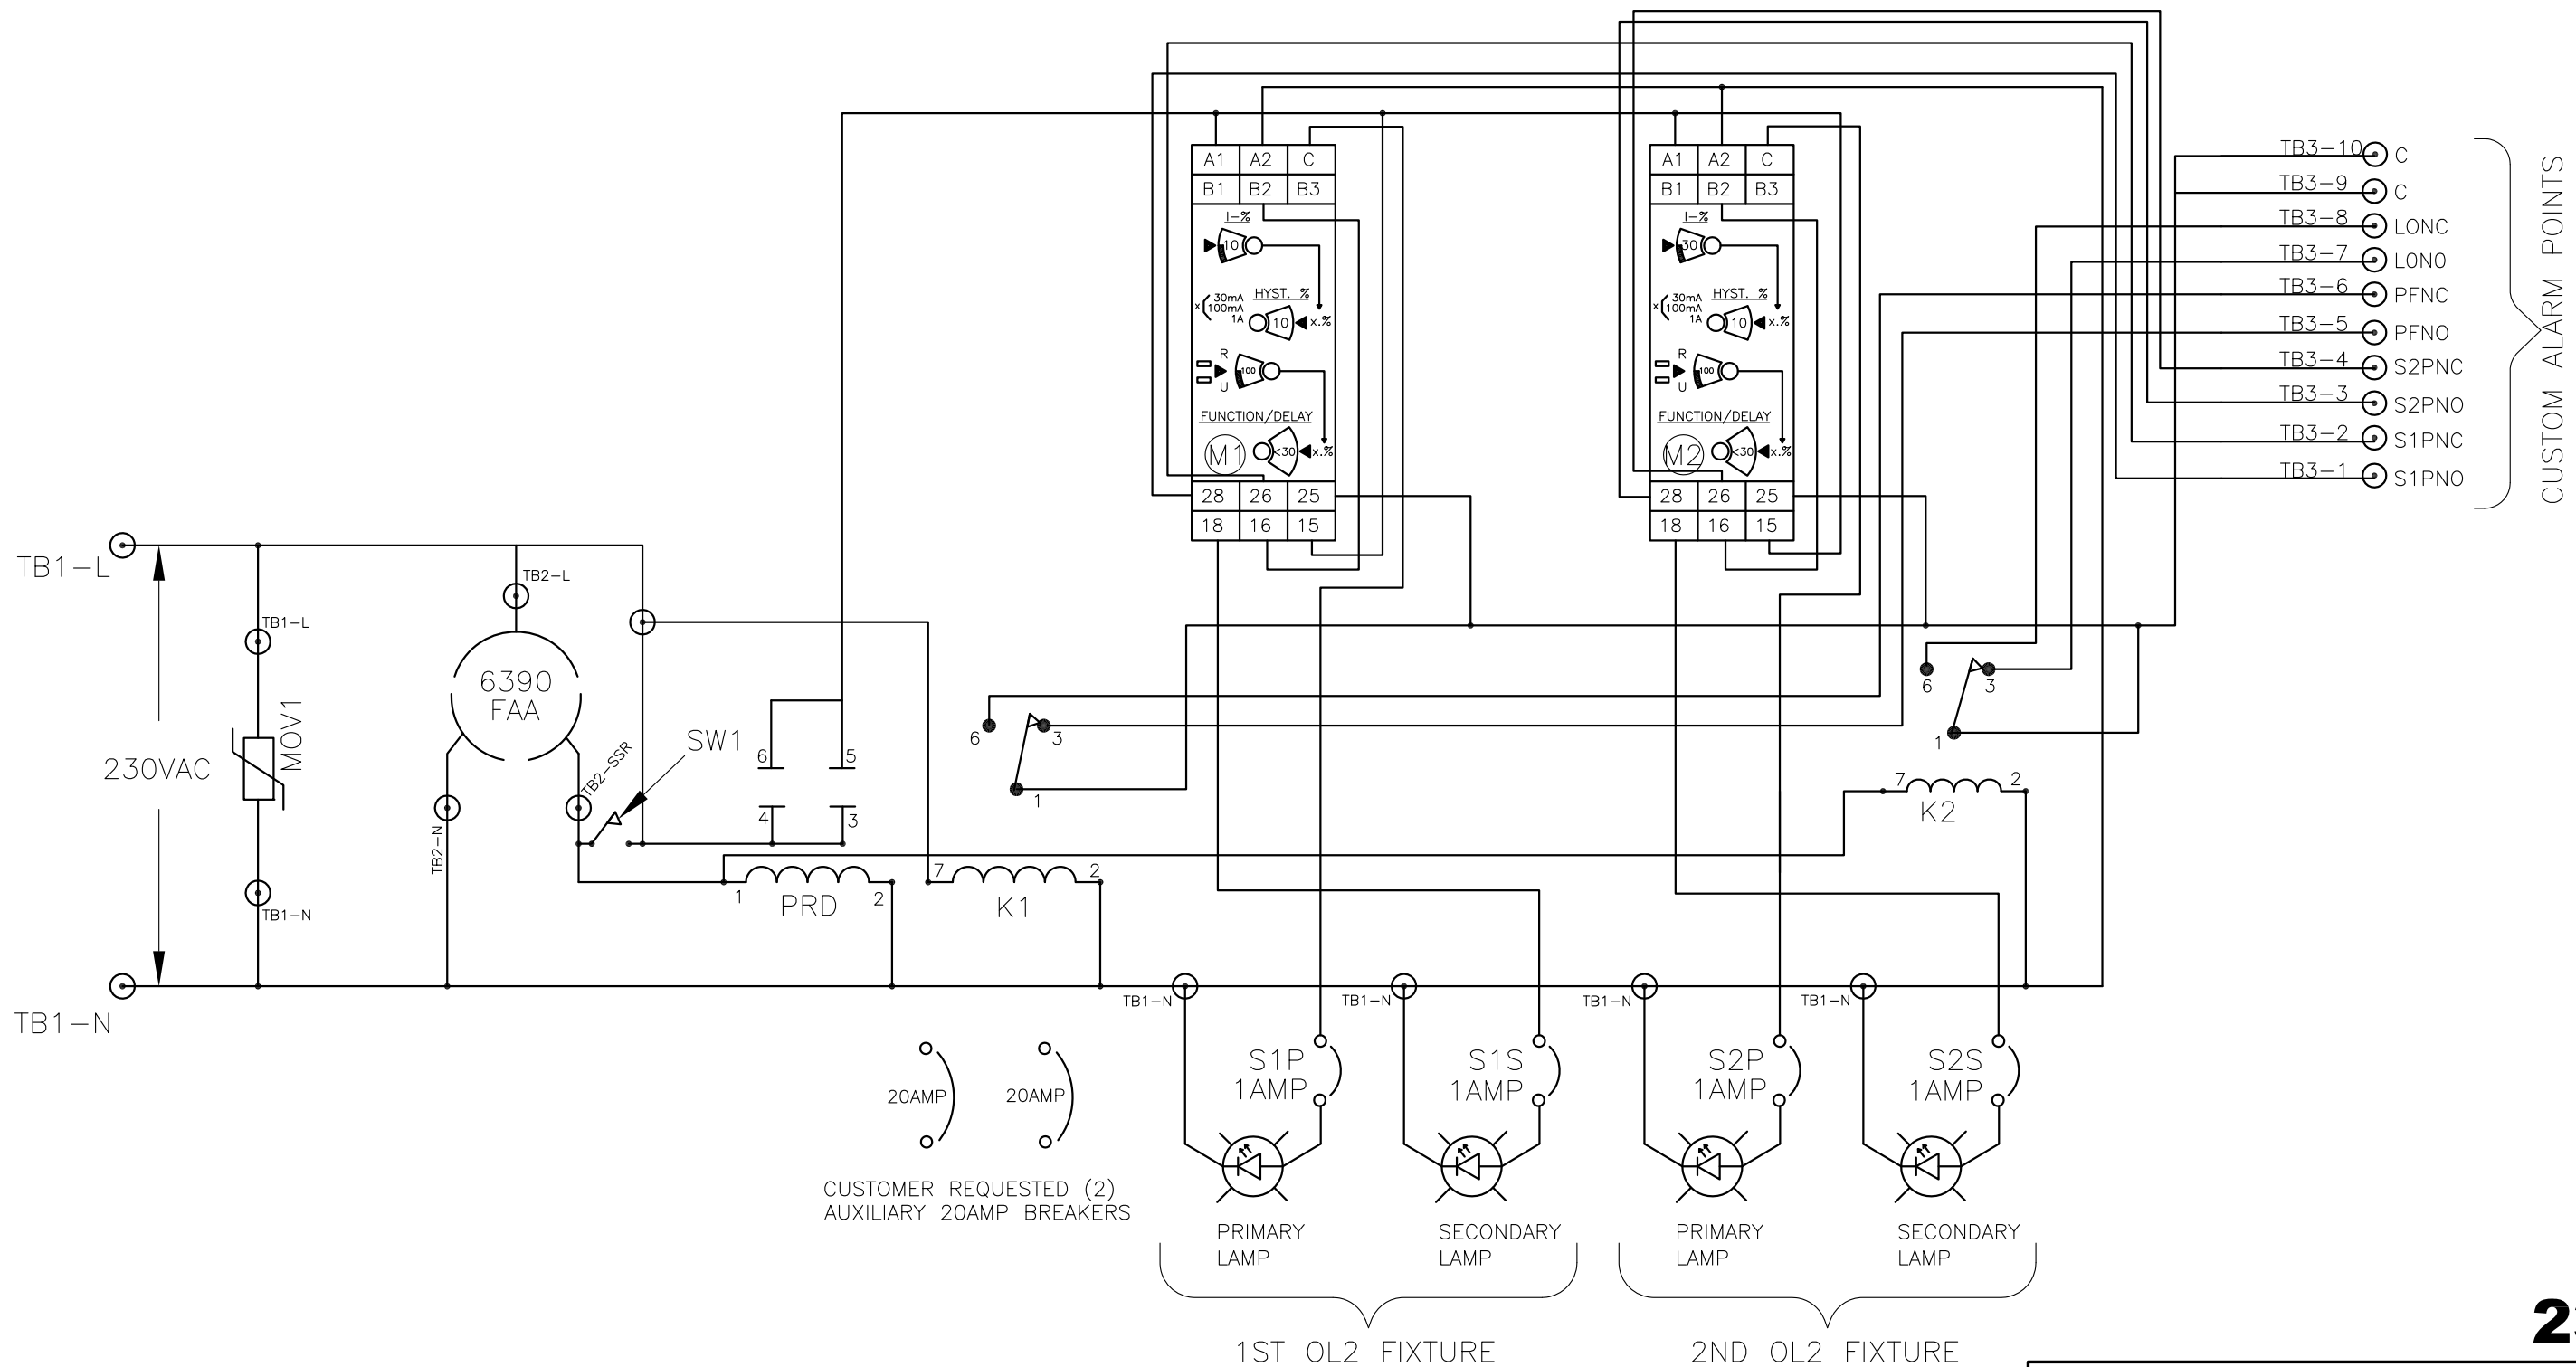 A1 A2 C
B1 B2 B3
I-%
10
30mA
x 100mA
1A
HYST. %
10 x.%
R
U
100
FUNCTION/DELAY
M1 <30 x.%
28 26 25
18 16 15
A1 A2 C
B1 B2 B3
I-%
30
30mA
x 100mA
1A
HYST. %
10 x.%
R
U
100
FUNCTION/DELAY
M2 <30 x.%
28 26 25
18 16 15
TB3-10 C
TB3-9 C
TB3-8 LONC
TB3-7 LONO
TB3-6 PFNC
TB3-5 PFNO
TB3-4 S2PNC
TB3-3 S2PNO
TB3-2 S1PNC
TB3-1 S1PNO
CUSTOM ALARM POINTS
TB1-L
230VAC
TB1-N
TB1-L
MOV1
TB1-N
TB2-L
6390
FAA
TB2-N
TB2-SSR
SW1
6 5
4 3
1 PRD 2
7 K1 2
6 3
1
6 3
1
7 K2 2
TB1-N
TB1-N
TB1-N
TB1-N
20AMP
20AMP
CUSTOMER REQUESTED (2)
AUXILIARY 20AMP BREAKERS
S1P
1AMP
S1S
1AMP
S2P
1AMP
S2S
1AMP
PRIMARY
LAMP
SECONDARY
LAMP
PRIMARY
LAMP
SECONDARY
LAMP
1ST OL2 FIXTURE
2ND OL2 FIXTURE